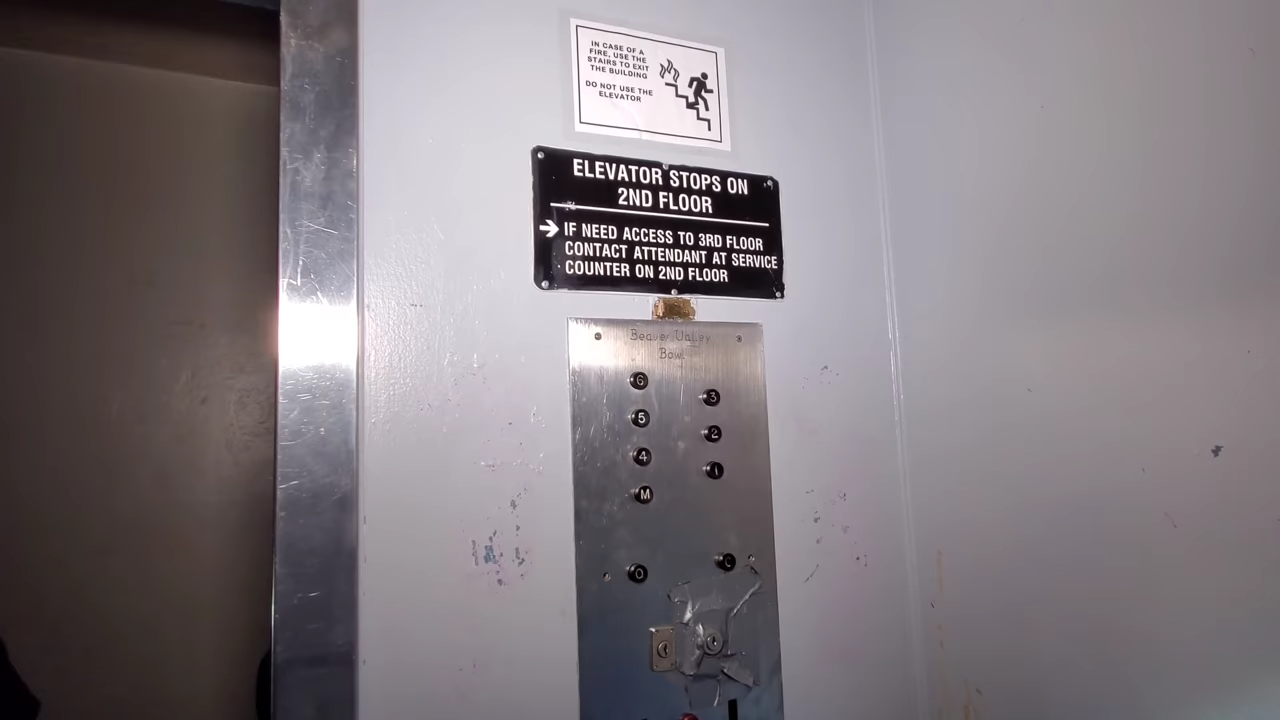 IN CASE OF A
FIRE, USE THE
STAIRS TO EXIT
THE BUILDING
DO NOT USE THE
ELEVATOR
ELEVATOR STOPS ON
2ND FLOOR
IF NEED ACCESS TO 3RD FLOOR
CONTACT ATTENDANT AT SERVICE
COUNTER ON 2ND FLOOR
Beaver Valley
Bowl
6
3
5
2
4
1
M
O
C